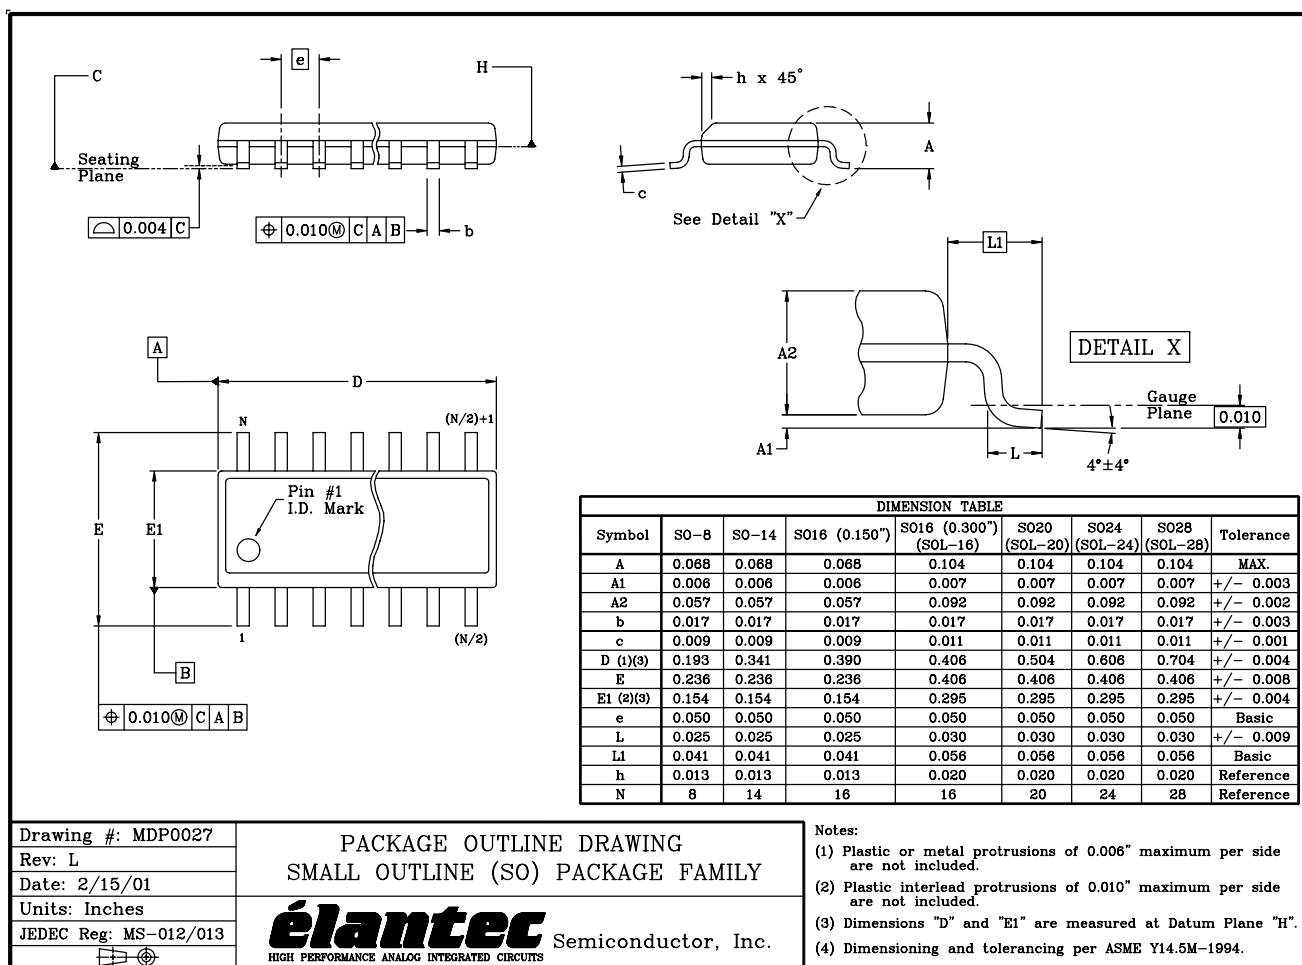 e
C
H
h x 45°
A
Seating
Plane
c
See Detail "X"
0.004 C
0.010Ⓜ C A B
b
L1
A2
DETAIL X
Gauge
Plane
0.010
A1
L
4°±4°
A
D
N
(N/2)+1
Pin #1
I.D. Mark
E
E1
1
(N/2)
B
0.010Ⓜ C A B
DIMENSION TABLE
Symbol SO-8 SO-14 SO16 (0.150") SO16 (0.300") (SOL-16) SO20 (SOL-20) SO24 (SOL-24) SO28 (SOL-28) Tolerance
A 0.068 0.068 0.068 0.104 0.104 0.104 0.104 MAX.
A1 0.006 0.006 0.006 0.007 0.007 0.007 0.007 +/- 0.003
A2 0.057 0.057 0.057 0.092 0.092 0.092 0.092 +/- 0.002
b 0.017 0.017 0.017 0.017 0.017 0.017 0.017 +/- 0.003
c 0.009 0.009 0.009 0.011 0.011 0.011 0.011 +/- 0.001
D (1)(3) 0.193 0.341 0.390 0.406 0.504 0.606 0.704 +/- 0.004
E 0.236 0.236 0.236 0.406 0.406 0.406 0.406 +/- 0.008
E1 (2)(3) 0.154 0.154 0.154 0.295 0.295 0.295 0.295 +/- 0.004
e 0.050 0.050 0.050 0.050 0.050 0.050 0.050 Basic
L 0.025 0.025 0.025 0.030 0.030 0.030 0.030 +/- 0.009
L1 0.041 0.041 0.041 0.056 0.056 0.056 0.056 Basic
h 0.013 0.013 0.013 0.020 0.020 0.020 0.020 Reference
N 8 14 16 16 20 24 28 Reference
Drawing #: MDP0027
Rev: L
Date: 2/15/01
Units: Inches
JEDEC Reg: MS-012/013
PACKAGE OUTLINE DRAWING
SMALL OUTLINE (SO) PACKAGE FAMILY
élantec Semiconductor, Inc.
HIGH PERFORMANCE ANALOG INTEGRATED CIRCUITS
Notes:
(1) Plastic or metal protrusions of 0.006" maximum per side
are not included.
(2) Plastic interlead protrusions of 0.010" maximum per side
are not included.
(3) Dimensions "D" and "E1" are measured at Datum Plane "H".
(4) Dimensioning and tolerancing per ASME Y14.5M-1994.